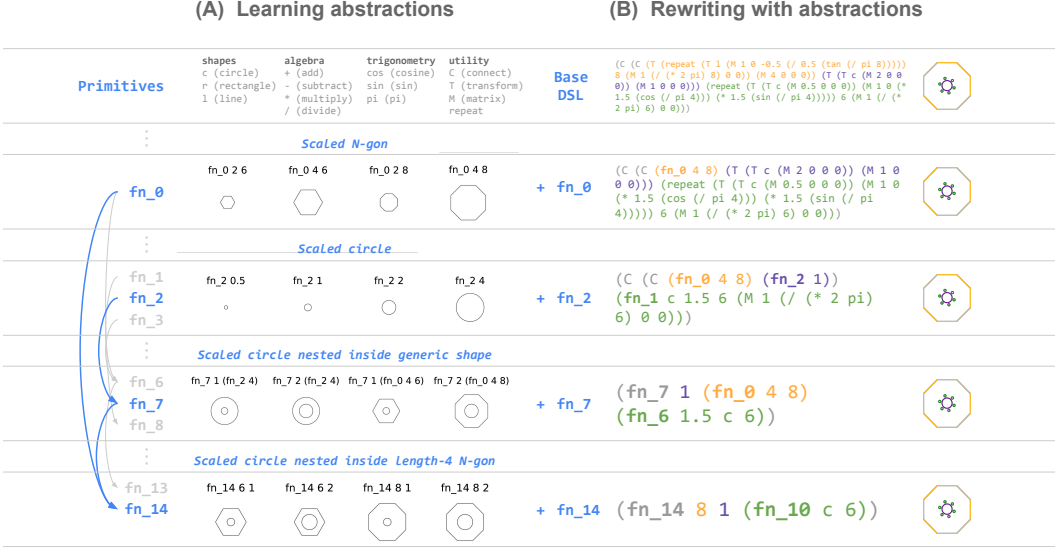 (A) Learning abstractions
(B) Rewriting with abstractions
Primitives
shapes
c (circle)
r (rectangle)
l (line)
algebra
+ (add)
- (subtract)
* (multiply)
/ (divide)
trigonometry
cos (cosine)
sin (sin)
pi (pi)
utility
C (connect)
T (transform)
M (matrix)
repeat
Base
DSL
(C (C (T (repeat (T l (M 1 0 -0.5 (/ 0.5 (tan (/ pi 8)))))
8 (M 1 (/ (* 2 pi) 8) 0 0)) (M 4 0 0 0)) (T (T c (M 2 0 0
0)) (M 1 0 0 0))) (repeat (T (T c (M 0.5 0 0 0)) (M 1 0 (*
1.5 (cos (/ pi 4))) (* 1.5 (sin (/ pi 4))))) 6 (M 1 (/ (*
2 pi) 6) 0 0)))
Scaled N-gon
fn_0
fn_0 2 6
fn_0 4 6
fn_0 2 8
fn_0 4 8
+ fn_0
(C (C (fn_0 4 8) (T (T c (M 2 0 0 0)) (M 1 0
0 0))) (repeat (T (T c (M 0.5 0 0 0)) (M 1 0
(* 1.5 (cos (/ pi 4))) (* 1.5 (sin (/ pi
4))))) 6 (M 1 (/ (* 2 pi) 6) 0 0)))
Scaled circle
fn_1
fn_2
fn_3
fn_2 0.5
fn_2 1
fn_2 2
fn_2 4
+ fn_2
(C (C (fn_0 4 8) (fn_2 1))
(fn_1 c 1.5 6 (M 1 (/ (* 2 pi)
6) 0 0)))
Scaled circle nested inside generic shape
fn_6
fn_7
fn_8
fn_7 1 (fn_2 4)
fn_7 2 (fn_2 4)
fn_7 1 (fn_0 4 6)
fn_7 2 (fn_0 4 8)
+ fn_7
(fn_7 1 (fn_0 4 8)
(fn_6 1.5 c 6))
Scaled circle nested inside length-4 N-gon
fn_13
fn_14
fn_14 6 1
fn_14 6 2
fn_14 8 1
fn_14 8 2
+ fn_14
(fn_14 8 1 (fn_10 c 6))